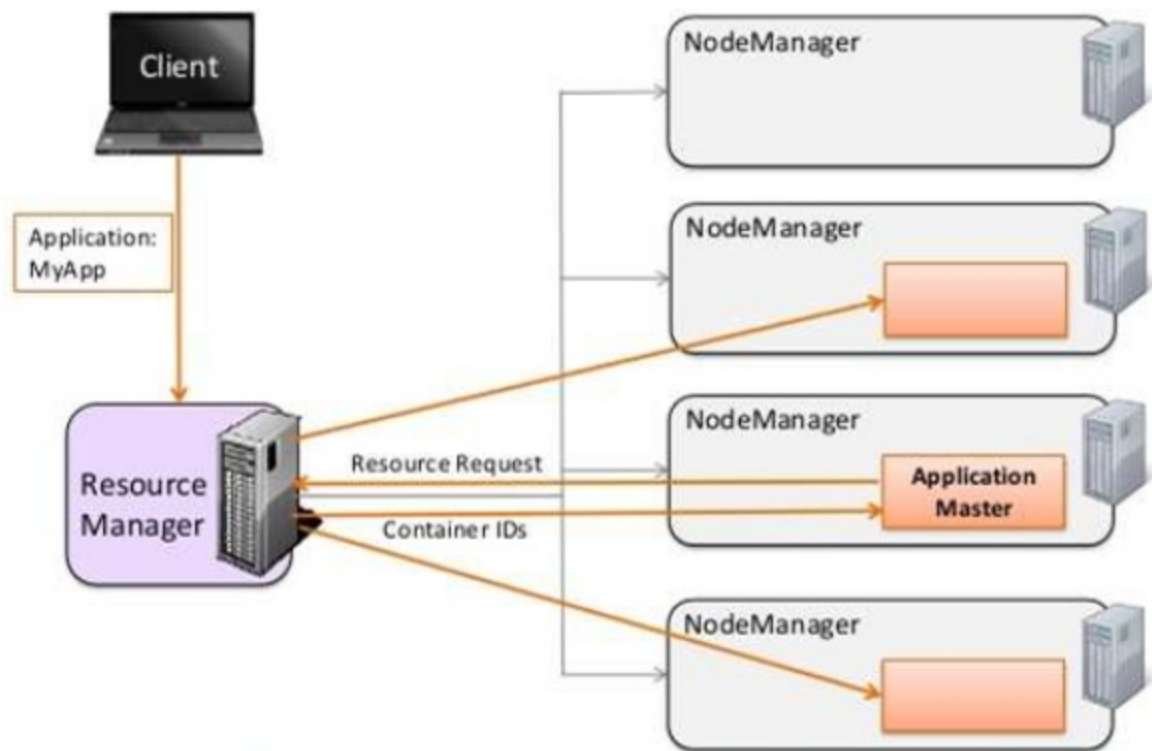 Client
NodeManager
Application:
MyApp
NodeManager
Resource
Manager
Resource Request
Container IDs
NodeManager
Application
Master
NodeManager